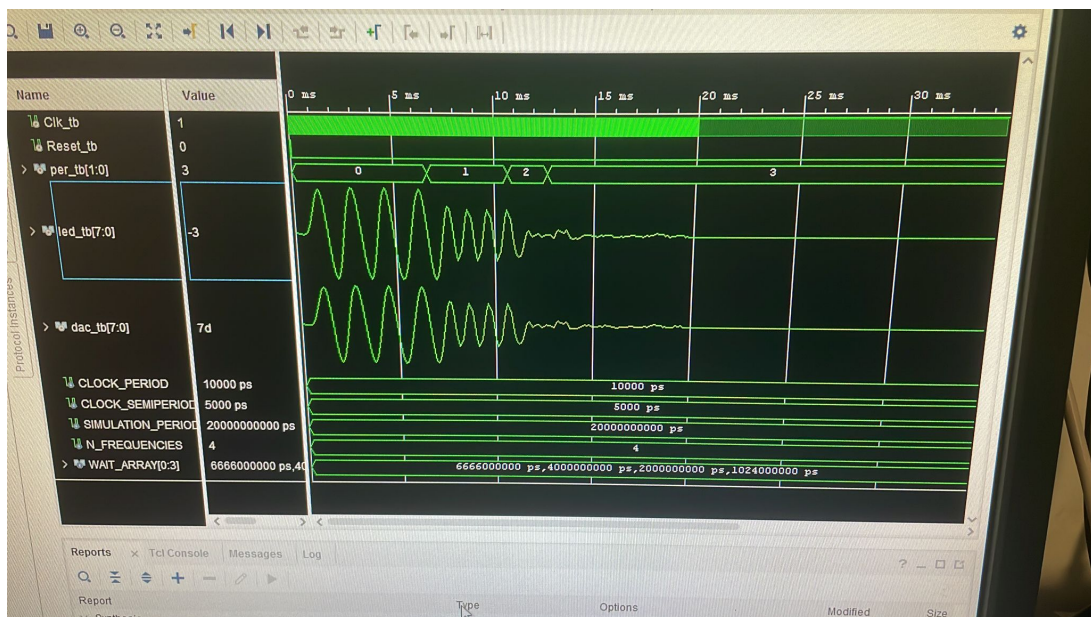 Name Value 0 ms 5 ms 10 ms 15 ms 20 ms 25 ms 30 ms
Clk_tb 1
Reset_tb 0
per_tb[1:0] 3 0 1 2 3
led_tb[7:0] -3
dac_tb[7:0] 7d
CLOCK_PERIOD 10000 ps 10000 ps
CLOCK_SEMIPERIOD 5000 ps 5000 ps
SIMULATION_PERIOD 20000000000 ps 20000000000 ps
N_FREQUENCIES 4 4
WAIT_ARRAY[0:3] 6666000000 ps,40 6666000000 ps,4000000000 ps,2000000000 ps,1024000000 ps
Protocol Instances
Reports Tcl Console Messages Log
Report Type Options Modified Size